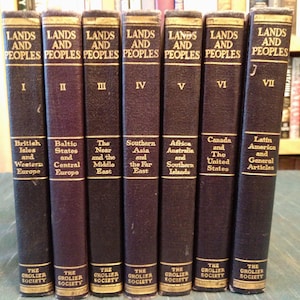 LANDS
AND
PEOPLES
I
British
Isles
and
Western
Europe
THE
GROLIER
SOCIETY
LANDS
AND
PEOPLES
II
Baltic
States
and
Central
Europe
THE
GROLIER
SOCIETY
LANDS
AND
PEOPLES
III
The
Near
and the
Middle
East
THE
GROLIER
SOCIETY
LANDS
AND
PEOPLES
IV
Southern
Asia
and the
Far East
THE
GROLIER
SOCIETY
LANDS
AND
PEOPLES
V
Africa
Australia
and
Southern
Islands
THE
GROLIER
SOCIETY
LANDS
AND
PEOPLES
VI
Canada
and
The
United
States
THE
GROLIER
SOCIETY
LANDS
AND
PEOPLES
VII
Latin
America
and
General
Articles
THE
GROLIER
SOCIETY